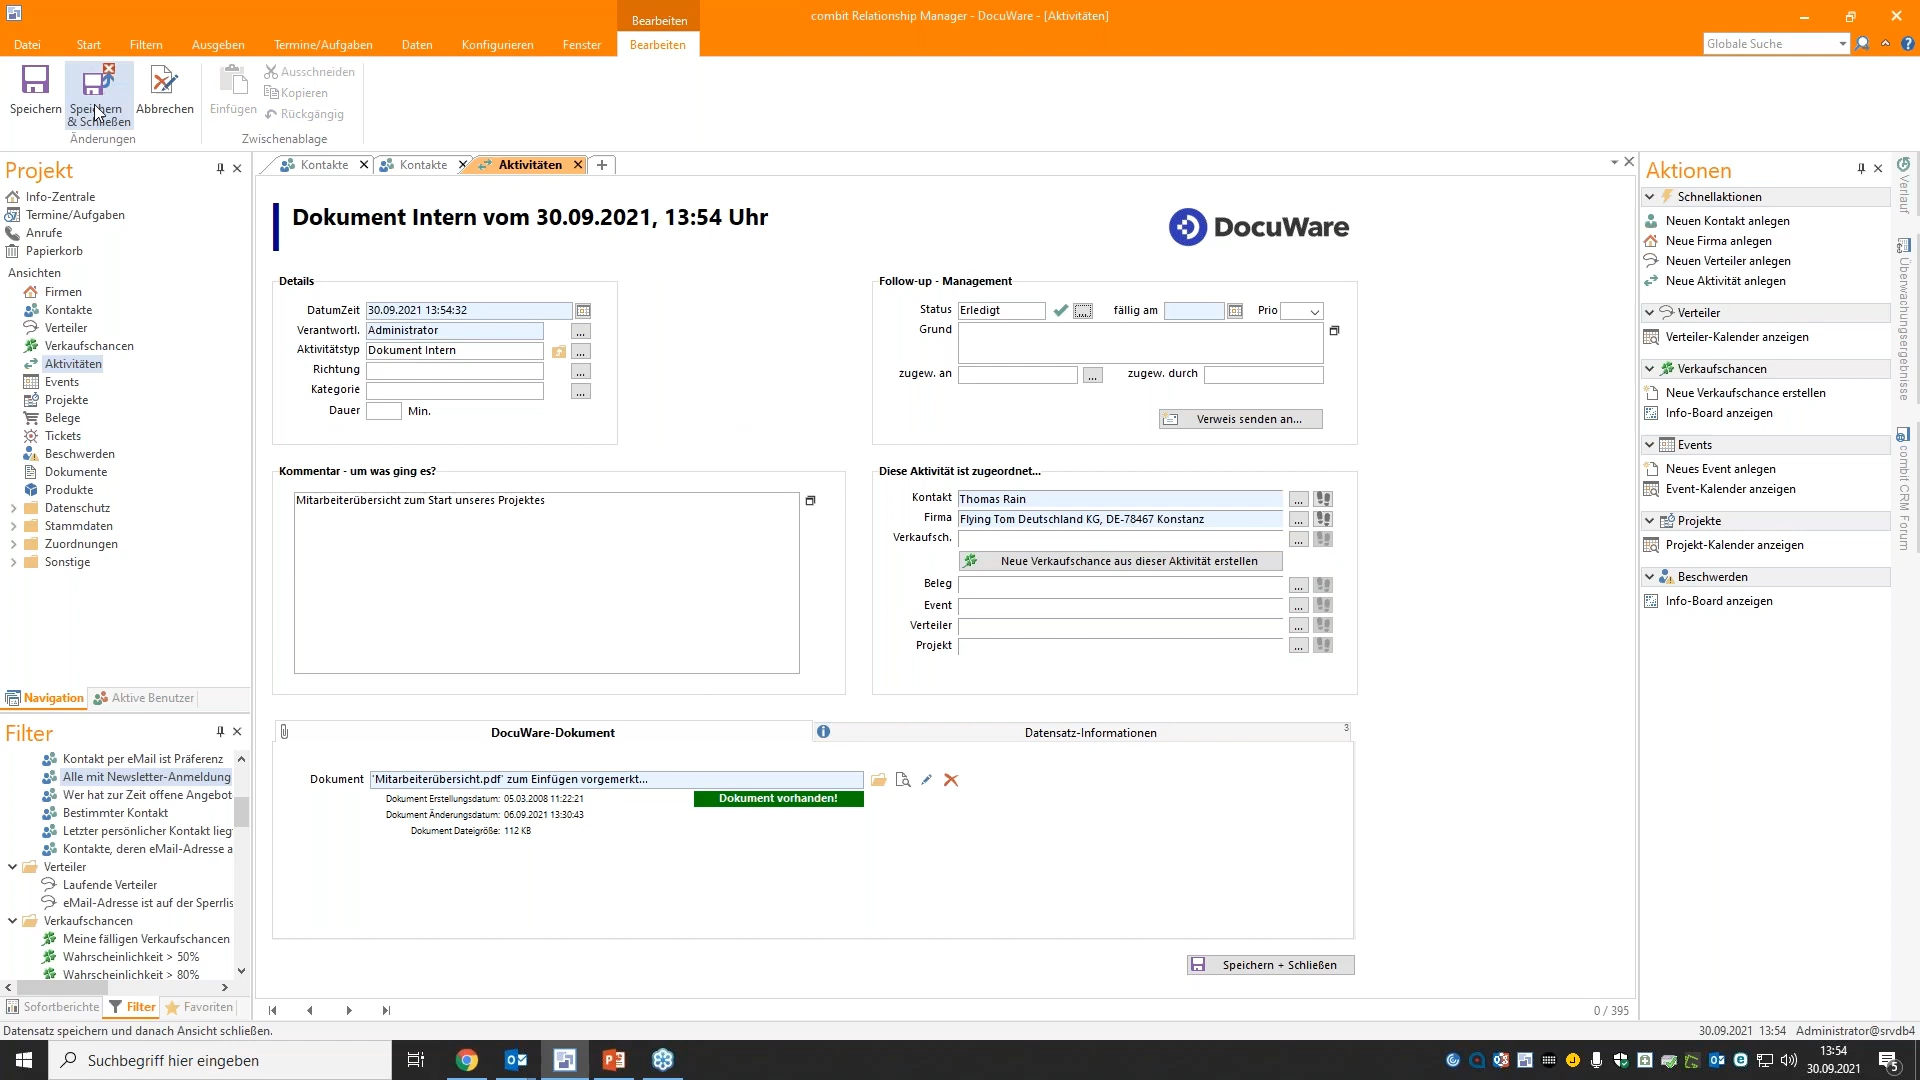 Bearbeiten
combit Relationship Manager - DocuWare - [Aktivitäten]
Datei Start Filtern Ausgeben Termine/Aufgaben Daten Konfigurieren Fenster Bearbeiten
Globale Suche
Speichern
Speichern & Schließen
Abbrechen
Änderungen
Einfügen
Ausschneiden
Kopieren
Rückgängig
Zwischenablage
Projekt
Info-Zentrale
Termine/Aufgaben
Anrufe
Papierkorb
Ansichten
Firmen
Kontakte
Verteiler
Verkaufschancen
Aktivitäten
Events
Projekte
Belege
Tickets
Beschwerden
Dokumente
Produkte
Datenschutz
Stammdaten
Zuordnungen
Sonstige
Navigation Aktive Benutzer
Filter
Kontakt per eMail ist Präferenz
Alle mit Newsletter-Anmeldung
Wer hat zur Zeit offene Angebot
Bestimmter Kontakt
Letzter persönlicher Kontakt lieg
Kontakte, deren eMail-Adresse a
Verteiler
Laufende Verteiler
eMail-Adresse ist auf der Sperrlis
Verkaufschancen
Meine fälligen Verkaufschancen
Wahrscheinlichkeit > 50%
Wahrscheinlichkeit > 80%
Sofortberichte Filter Favoriten
Kontakte Kontakte Aktivitäten
Dokument Intern vom 30.09.2021, 13:54 Uhr
DocuWare
Details
DatumZeit 30.09.2021 13:54:32
Verantwortl. Administrator
Aktivitätstyp Dokument Intern
Richtung
Kategorie
Dauer Min.
Follow-up - Management
Status Erledigt fällig am Prio
Grund
zugew. an zugew. durch
Verweis senden an...
Kommentar - um was ging es?
Mitarbeiterübersicht zum Start unseres Projektes
Diese Aktivität ist zugeordnet...
Kontakt Thomas Rain
Firma Flying Tom Deutschland KG, DE-78467 Konstanz
Verkaufsch.
Neue Verkaufschance aus dieser Aktivität erstellen
Beleg
Event
Verteiler
Projekt
DocuWare-Dokument
Datensatz-Informationen 3
Dokument 'Mitarbeiterübersicht.pdf' zum Einfügen vorgemerkt...
Dokument Erstellungsdatum: 05.03.2008 11:22:21
Dokument vorhanden!
Dokument Änderungsdatum: 06.09.2021 13:30:43
Dokument Dateigröße: 112 KB
Speichern + Schließen
0 / 395
Aktionen
Schnellaktionen
Neuen Kontakt anlegen
Neue Firma anlegen
Neuen Verteiler anlegen
Neue Aktivität anlegen
Verteiler
Verteiler-Kalender anzeigen
Verkaufschancen
Neue Verkaufschance erstellen
Info-Board anzeigen
Events
Neues Event anlegen
Event-Kalender anzeigen
Projekte
Projekt-Kalender anzeigen
Beschwerden
Info-Board anzeigen
Verlauf
Überwachungsergebnisse
combit CRM Forum
Datensatz speichern und danach Ansicht schließen.
30.09.2021 13:54 Administrator@srvdb4
Suchbegriff hier eingeben
13:54
30.09.2021
5